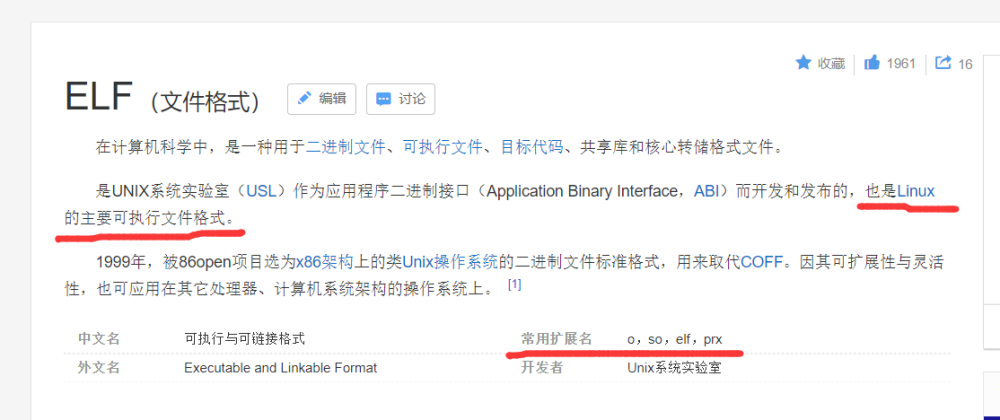 收藏 1961 16
ELF （文件格式） 编辑 讨论
在计算机科学中，是一种用于二进制文件、可执行文件、目标代码、共享库和核心转储格式文件。
是UNIX系统实验室（USL）作为应用程序二进制接口（Application Binary Interface，ABI）而开发和发布的，也是Linux
的主要可执行文件格式。
1999年，被86open项目选为x86架构上的类Unix操作系统的二进制文件标准格式，用来取代COFF。因其可扩展性与灵活
性，也可应用在其它处理器、计算机系统架构的操作系统上。 [1]
中文名 可执行与可链接格式 常用扩展名 o，so，elf，prx
外文名 Executable and Linkable Format 开发者 Unix系统实验室